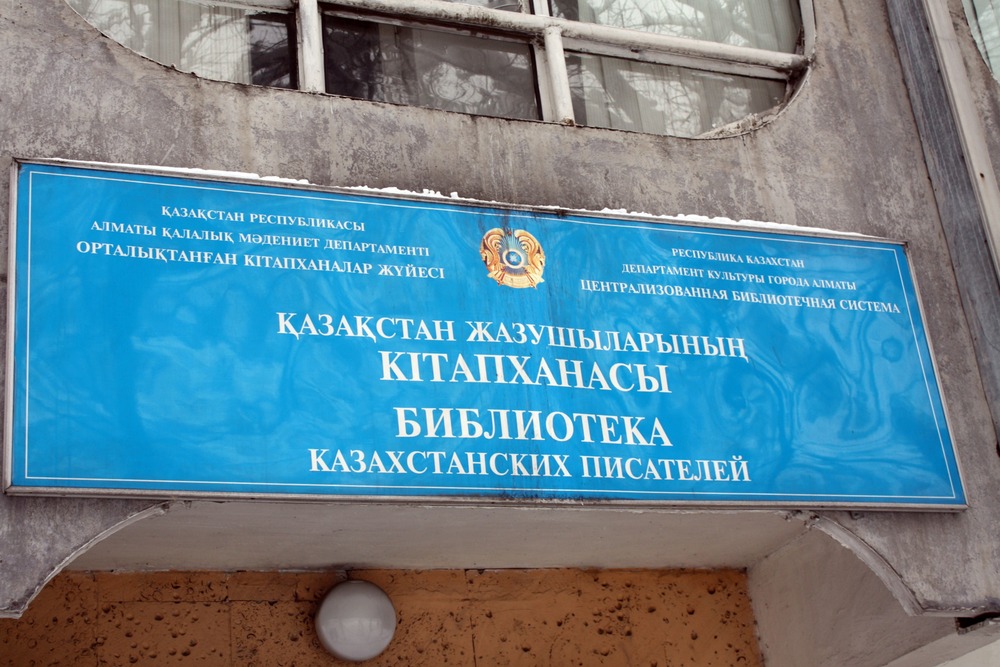 ҚАЗАҚСТАН РЕСПУБЛИКАСЫ
АЛМАТЫ ҚАЛАЛЫҚ МӘДЕНИЕТ ДЕПАРТАМЕНТІ
ОРТАЛЫҚТАНҒАН КІТАПХАНАЛАР ЖҮЙЕСІ
РЕСПУБЛИКА КАЗАХСТАН
ДЕПАРТАМЕНТ КУЛЬТУРЫ ГОРОДА АЛМАТЫ
ЦЕНТРАЛИЗОВАННАЯ БИБЛИОТЕЧНАЯ СИСТЕМА
ҚАЗАҚСТАН ЖАЗУШЫЛАРЫНЫҢ
КІТАПХАНАСЫ
БИБЛИОТЕКА
КАЗАХСТАНСКИХ ПИСАТЕЛЕЙ